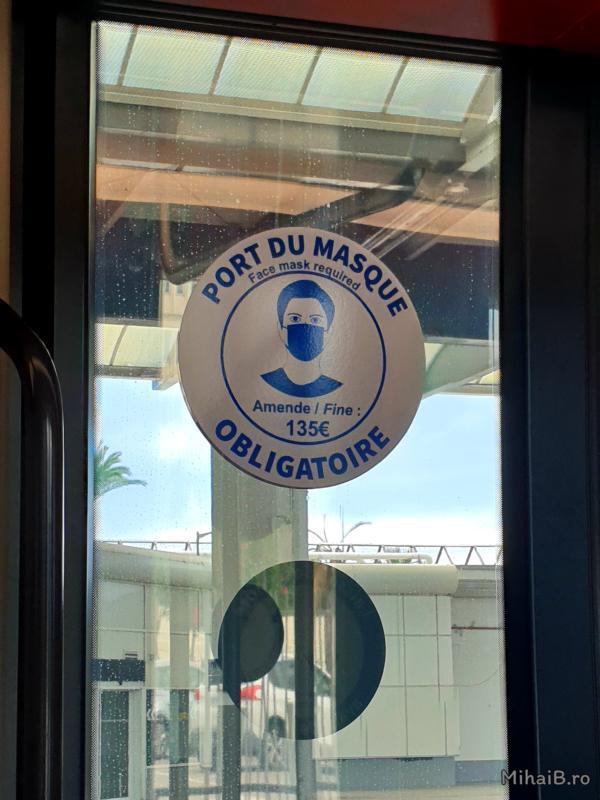 PORT DU MASQUE
Face mask required
Amende / Fine :
135€
OBLIGATOIRE
MihaiB.ro